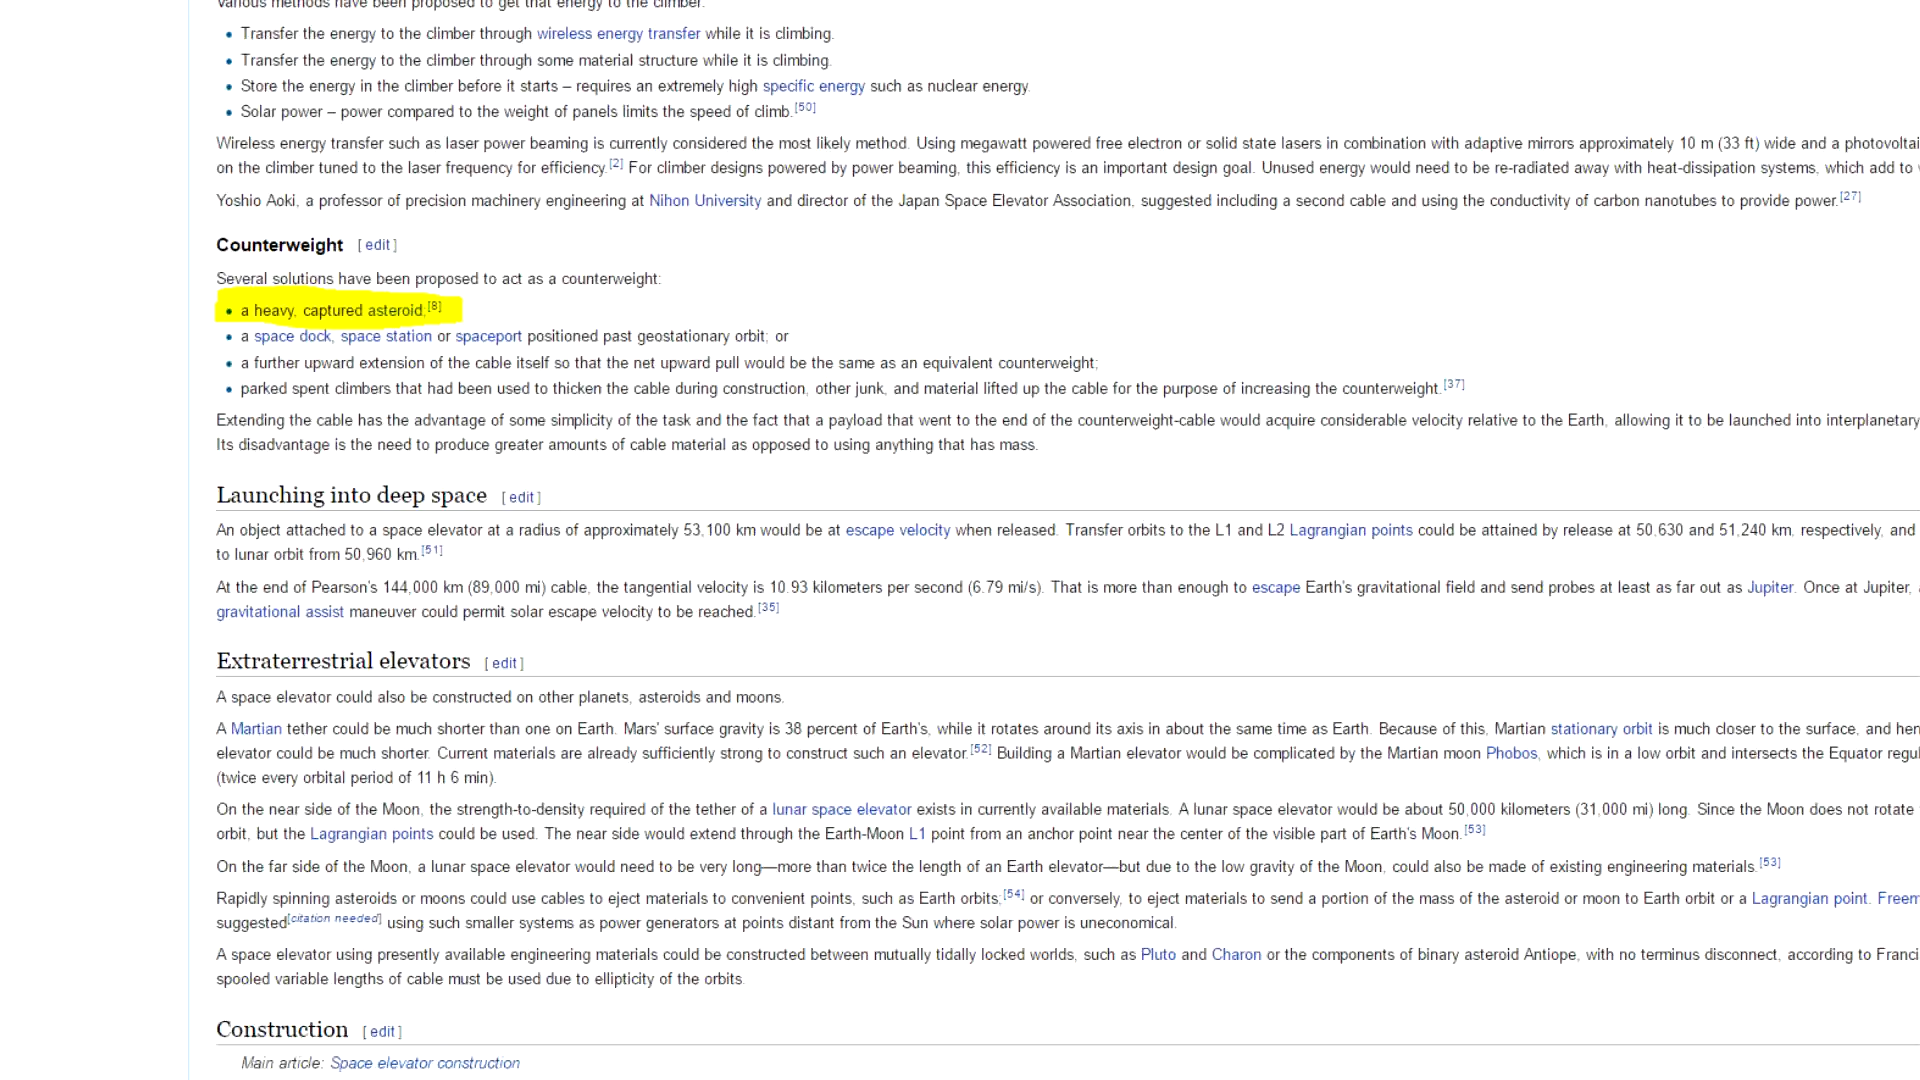 Various methods have been proposed to get that energy to the climber:
• Transfer the energy to the climber through wireless energy transfer while it is climbing.
• Transfer the energy to the climber through some material structure while it is climbing.
• Store the energy in the climber before it starts – requires an extremely high specific energy such as nuclear energy.
• Solar power – power compared to the weight of panels limits the speed of climb.[50]
Wireless energy transfer such as laser power beaming is currently considered the most likely method. Using megawatt powered free electron or solid state lasers in combination with adaptive mirrors approximately 10 m (33 ft) wide and a photovoltai
on the climber tuned to the laser frequency for efficiency.[2] For climber designs powered by power beaming, this efficiency is an important design goal. Unused energy would need to be re-radiated away with heat-dissipation systems, which add to
Yoshio Aoki, a professor of precision machinery engineering at Nihon University and director of the Japan Space Elevator Association, suggested including a second cable and using the conductivity of carbon nanotubes to provide power.[27]
Counterweight [ edit ]
Several solutions have been proposed to act as a counterweight:
• a heavy, captured asteroid;[8]
• a space dock, space station or spaceport positioned past geostationary orbit; or
• a further upward extension of the cable itself so that the net upward pull would be the same as an equivalent counterweight;
• parked spent climbers that had been used to thicken the cable during construction, other junk, and material lifted up the cable for the purpose of increasing the counterweight.[37]
Extending the cable has the advantage of some simplicity of the task and the fact that a payload that went to the end of the counterweight-cable would acquire considerable velocity relative to the Earth, allowing it to be launched into interplanetary
Its disadvantage is the need to produce greater amounts of cable material as opposed to using anything that has mass.
Launching into deep space [ edit ]
An object attached to a space elevator at a radius of approximately 53,100 km would be at escape velocity when released. Transfer orbits to the L1 and L2 Lagrangian points could be attained by release at 50,630 and 51,240 km, respectively, and
to lunar orbit from 50,960 km.[51]
At the end of Pearson's 144,000 km (89,000 mi) cable, the tangential velocity is 10.93 kilometers per second (6.79 mi/s). That is more than enough to escape Earth's gravitational field and send probes at least as far out as Jupiter. Once at Jupiter,
gravitational assist maneuver could permit solar escape velocity to be reached.[35]
Extraterrestrial elevators [ edit ]
A space elevator could also be constructed on other planets, asteroids and moons.
A Martian tether could be much shorter than one on Earth. Mars' surface gravity is 38 percent of Earth's, while it rotates around its axis in about the same time as Earth. Because of this, Martian stationary orbit is much closer to the surface, and hen
elevator could be much shorter. Current materials are already sufficiently strong to construct such an elevator.[52] Building a Martian elevator would be complicated by the Martian moon Phobos, which is in a low orbit and intersects the Equator regul
(twice every orbital period of 11 h 6 min).
On the near side of the Moon, the strength-to-density required of the tether of a lunar space elevator exists in currently available materials. A lunar space elevator would be about 50,000 kilometers (31,000 mi) long. Since the Moon does not rotate
orbit, but the Lagrangian points could be used. The near side would extend through the Earth-Moon L1 point from an anchor point near the center of the visible part of Earth's Moon.[53]
On the far side of the Moon, a lunar space elevator would need to be very long—more than twice the length of an Earth elevator—but due to the low gravity of the Moon, could also be made of existing engineering materials.[53]
Rapidly spinning asteroids or moons could use cables to eject materials to convenient points, such as Earth orbits;[54] or conversely, to eject materials to send a portion of the mass of the asteroid or moon to Earth orbit or a Lagrangian point. Freem
suggested[citation needed] using such smaller systems as power generators at points distant from the Sun where solar power is uneconomical.
A space elevator using presently available engineering materials could be constructed between mutually tidally locked worlds, such as Pluto and Charon or the components of binary asteroid Antiope, with no terminus disconnect, according to Franci
spooled variable lengths of cable must be used due to ellipticity of the orbits.
Construction [ edit ]
Main article: Space elevator construction